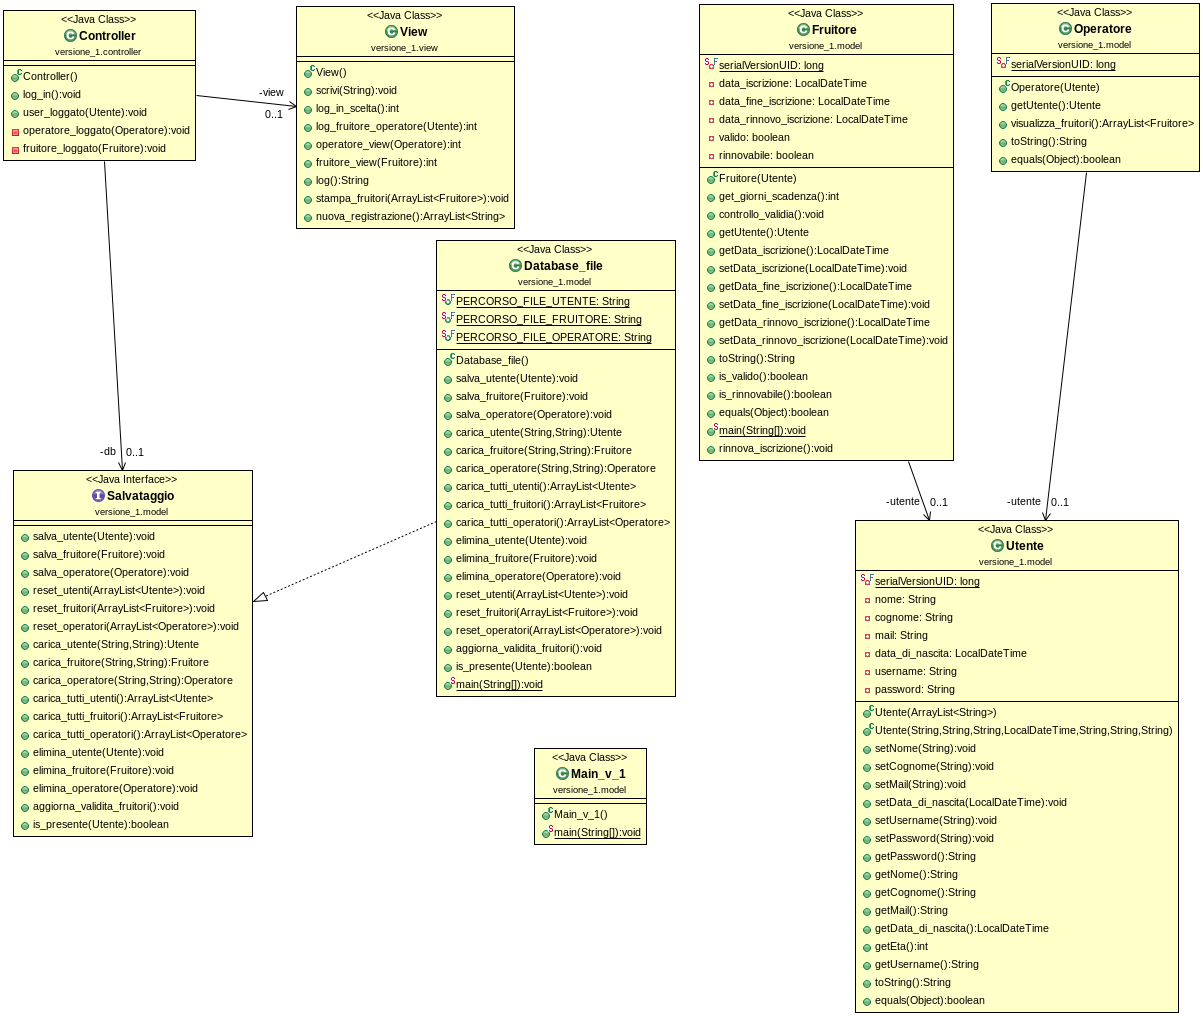 <<Java Class>>
Controller
versione_1.controller
Controller()
log_in():void
user_loggato(Utente):void
operatore_loggato(Operatore):void
fruitore_loggato(Fruitore):void
-view
0..1
<<Java Class>>
View
versione_1.view
View()
scrivi(String):void
log_in_scelta():int
log_fruitore_operatore(Utente):int
operatore_view(Operatore):int
fruitore_view(Fruitore):int
log():String
stampa_fruitori(ArrayList<Fruitore>):void
nuova_registrazione():ArrayList<String>
<<Java Class>>
Fruitore
versione_1.model
serialVersionUID: long
data_iscrizione: LocalDateTime
data_fine_iscrizione: LocalDateTime
data_rinnovo_iscrizione: LocalDateTime
valido: boolean
rinnovabile: boolean
Fruitore(Utente)
get_giorni_scadenza():int
controllo_validia():void
getUtente():Utente
getData_iscrizione():LocalDateTime
setData_iscrizione(LocalDateTime):void
getData_fine_iscrizione():LocalDateTime
setData_fine_iscrizione(LocalDateTime):void
getData_rinnovo_iscrizione():LocalDateTime
setData_rinnovo_iscrizione(LocalDateTime):void
toString():String
is_valido():boolean
is_rinnovabile():boolean
equals(Object):boolean
main(String[]):void
rinnova_iscrizione():void
<<Java Class>>
Operatore
versione_1.model
serialVersionUID: long
Operatore(Utente)
getUtente():Utente
visualizza_fruitori():ArrayList<Fruitore>
toString():String
equals(Object):boolean
<<Java Class>>
Database_file
versione_1.model
PERCORSO_FILE_UTENTE: String
PERCORSO_FILE_FRUITORE: String
PERCORSO_FILE_OPERATORE: String
Database_file()
salva_utente(Utente):void
salva_fruitore(Fruitore):void
salva_operatore(Operatore):void
carica_utente(String,String):Utente
carica_fruitore(String,String):Fruitore
carica_operatore(String,String):Operatore
carica_tutti_utenti():ArrayList<Utente>
carica_tutti_fruitori():ArrayList<Fruitore>
carica_tutti_operatori():ArrayList<Operatore>
elimina_utente(Utente):void
elimina_fruitore(Fruitore):void
elimina_operatore(Operatore):void
reset_utenti(ArrayList<Utente>):void
reset_fruitori(ArrayList<Fruitore>):void
reset_operatori(ArrayList<Operatore>):void
aggiorna_validita_fruitori():void
is_presente(Utente):boolean
main(String[]):void
-db 0..1
<<Java Interface>>
Salvataggio
versione_1.model
salva_utente(Utente):void
salva_fruitore(Fruitore):void
salva_operatore(Operatore):void
reset_utenti(ArrayList<Utente>):void
reset_fruitori(ArrayList<Fruitore>):void
reset_operatori(ArrayList<Operatore>):void
carica_utente(String,String):Utente
carica_fruitore(String,String):Fruitore
carica_operatore(String,String):Operatore
carica_tutti_utenti():ArrayList<Utente>
carica_tutti_fruitori():ArrayList<Fruitore>
carica_tutti_operatori():ArrayList<Operatore>
elimina_utente(Utente):void
elimina_fruitore(Fruitore):void
elimina_operatore(Operatore):void
aggiorna_validita_fruitori():void
is_presente(Utente):boolean
<<Java Class>>
Main_v_1
versione_1.model
Main_v_1()
main(String[]):void
-utente 0..1
-utente 0..1
<<Java Class>>
Utente
versione_1.model
serialVersionUID: long
nome: String
cognome: String
mail: String
data_di_nascita: LocalDateTime
username: String
password: String
Utente(ArrayList<String>)
Utente(String,String,String,LocalDateTime,String,String,String)
setNome(String):void
setCognome(String):void
setMail(String):void
setData_di_nascita(LocalDateTime):void
setUsername(String):void
setPassword(String):void
getPassword():String
getNome():String
getCognome():String
getMail():String
getData_di_nascita():LocalDateTime
getEta():int
getUsername():String
toString():String
equals(Object):boolean